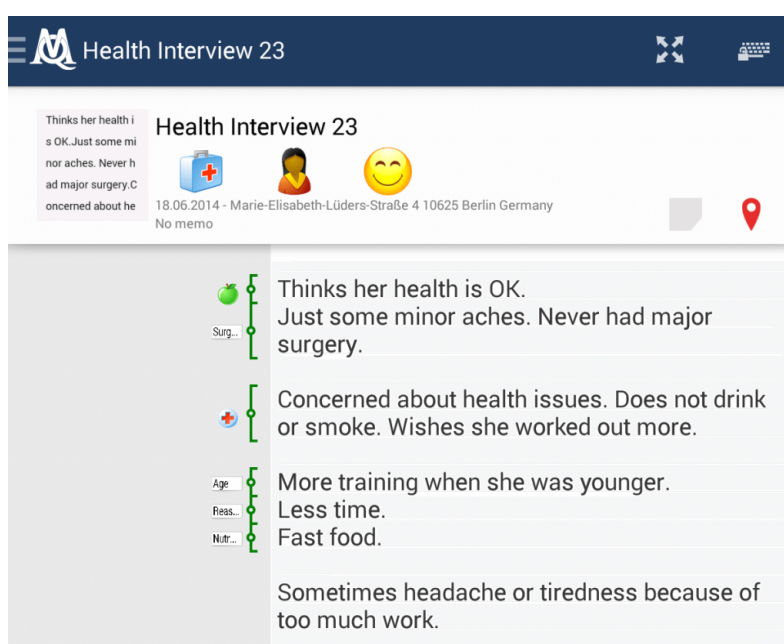 Health Interview 23
Thinks her health i
s OK.Just some mi
nor aches. Never h
ad major surgery.C
oncerned about he
Health Interview 23
18.06.2014 - Marie-Elisabeth-Lüders-Straße 4 10625 Berlin Germany
No memo
Thinks her health is OK.
Surg...
Just some minor aches. Never had major
surgery.
Concerned about health issues. Does not drink
or smoke. Wishes she worked out more.
Age
More training when she was younger.
Reas...
Less time.
Nutr...
Fast food.
Sometimes headache or tiredness because of
too much work.